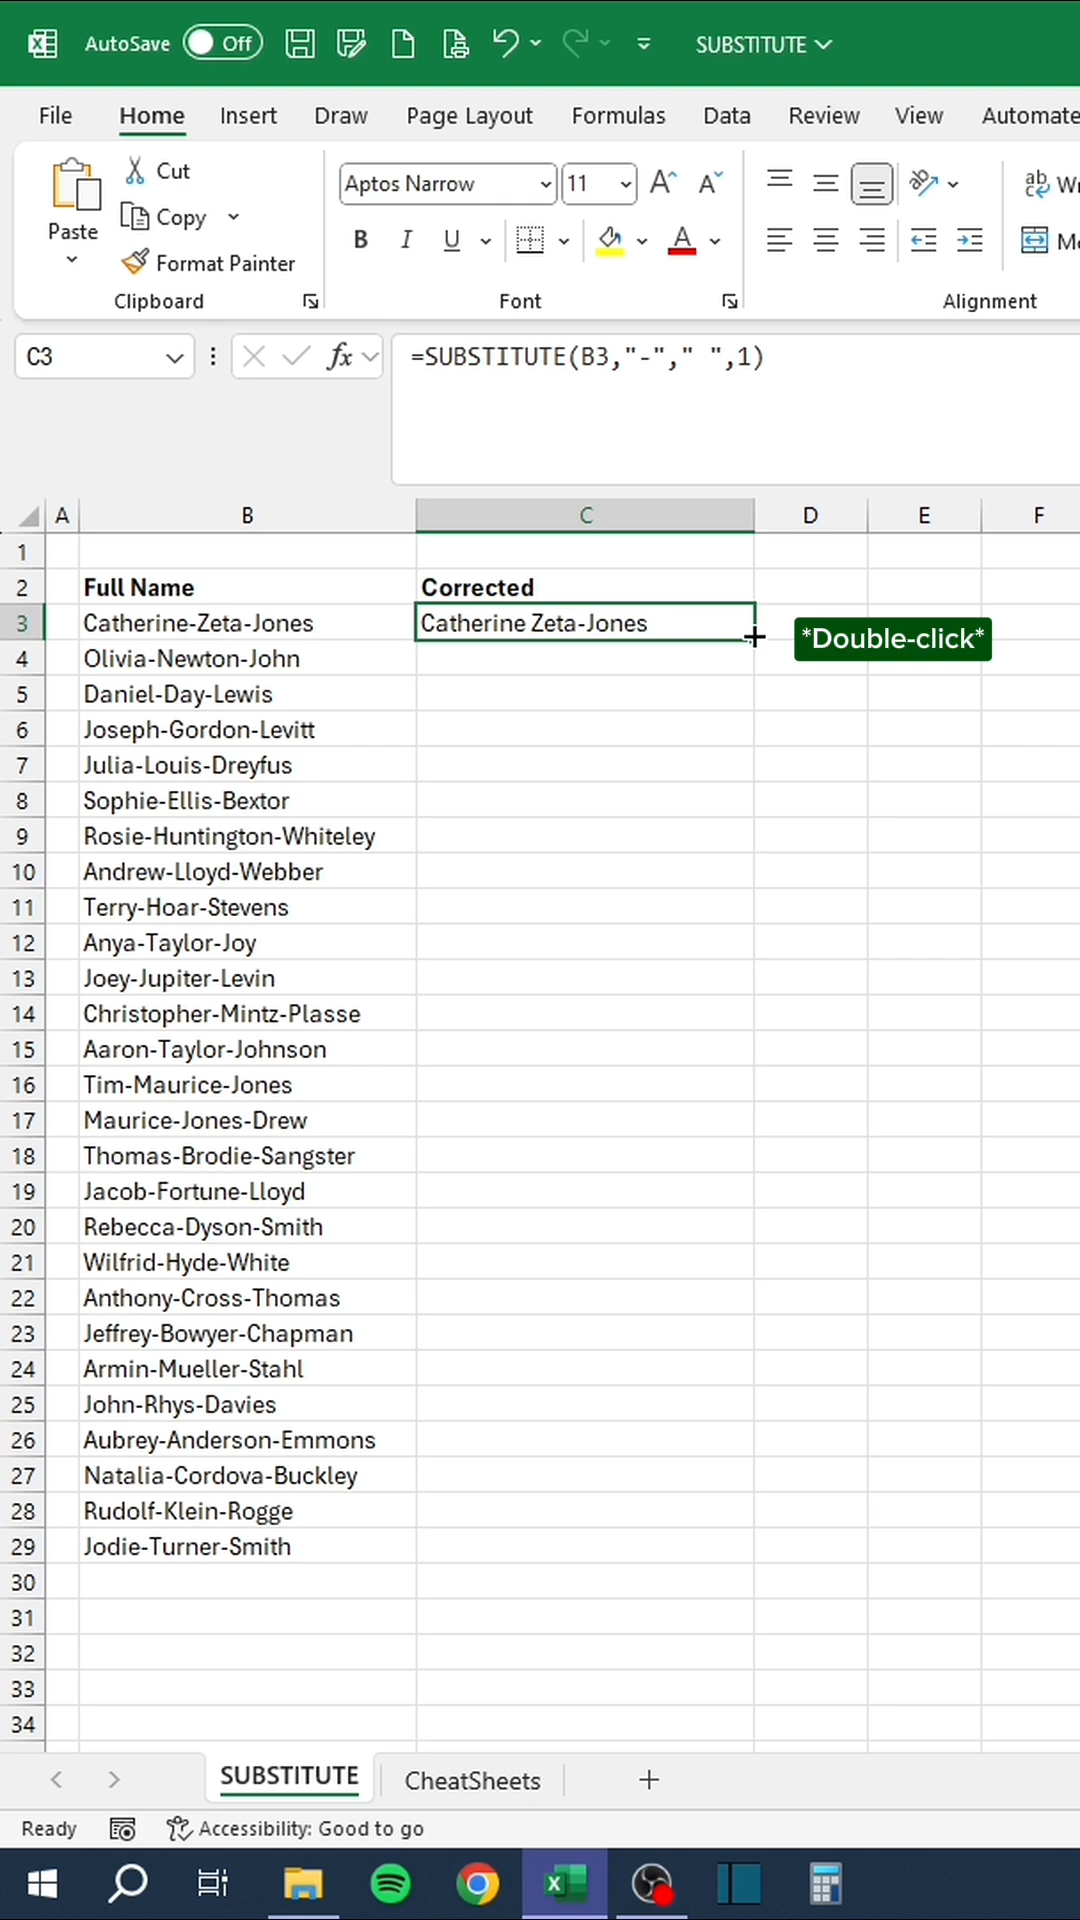 AutoSave Off SUBSTITUTE
File Home Insert Draw Page Layout Formulas Data Review View Automate
Paste
Cut
Copy
Format Painter
Clipboard
Aptos Narrow 11 A A
B I U A
Font
ab Wr
c
Me
Alignment
C3 fx =SUBSTITUTE(B3,"-"," ",1)
A B C D E F
1
2 Full Name Corrected
3 Catherine-Zeta-Jones Catherine Zeta-Jones *Double-click*
4 Olivia-Newton-John
5 Daniel-Day-Lewis
6 Joseph-Gordon-Levitt
7 Julia-Louis-Dreyfus
8 Sophie-Ellis-Bextor
9 Rosie-Huntington-Whiteley
10 Andrew-Lloyd-Webber
11 Terry-Hoar-Stevens
12 Anya-Taylor-Joy
13 Joey-Jupiter-Levin
14 Christopher-Mintz-Plasse
15 Aaron-Taylor-Johnson
16 Tim-Maurice-Jones
17 Maurice-Jones-Drew
18 Thomas-Brodie-Sangster
19 Jacob-Fortune-Lloyd
20 Rebecca-Dyson-Smith
21 Wilfrid-Hyde-White
22 Anthony-Cross-Thomas
23 Jeffrey-Bowyer-Chapman
24 Armin-Mueller-Stahl
25 John-Rhys-Davies
26 Aubrey-Anderson-Emmons
27 Natalia-Cordova-Buckley
28 Rudolf-Klein-Rogge
29 Jodie-Turner-Smith
30
31
32
33
34
SUBSTITUTE CheatSheets
Ready Accessibility: Good to go